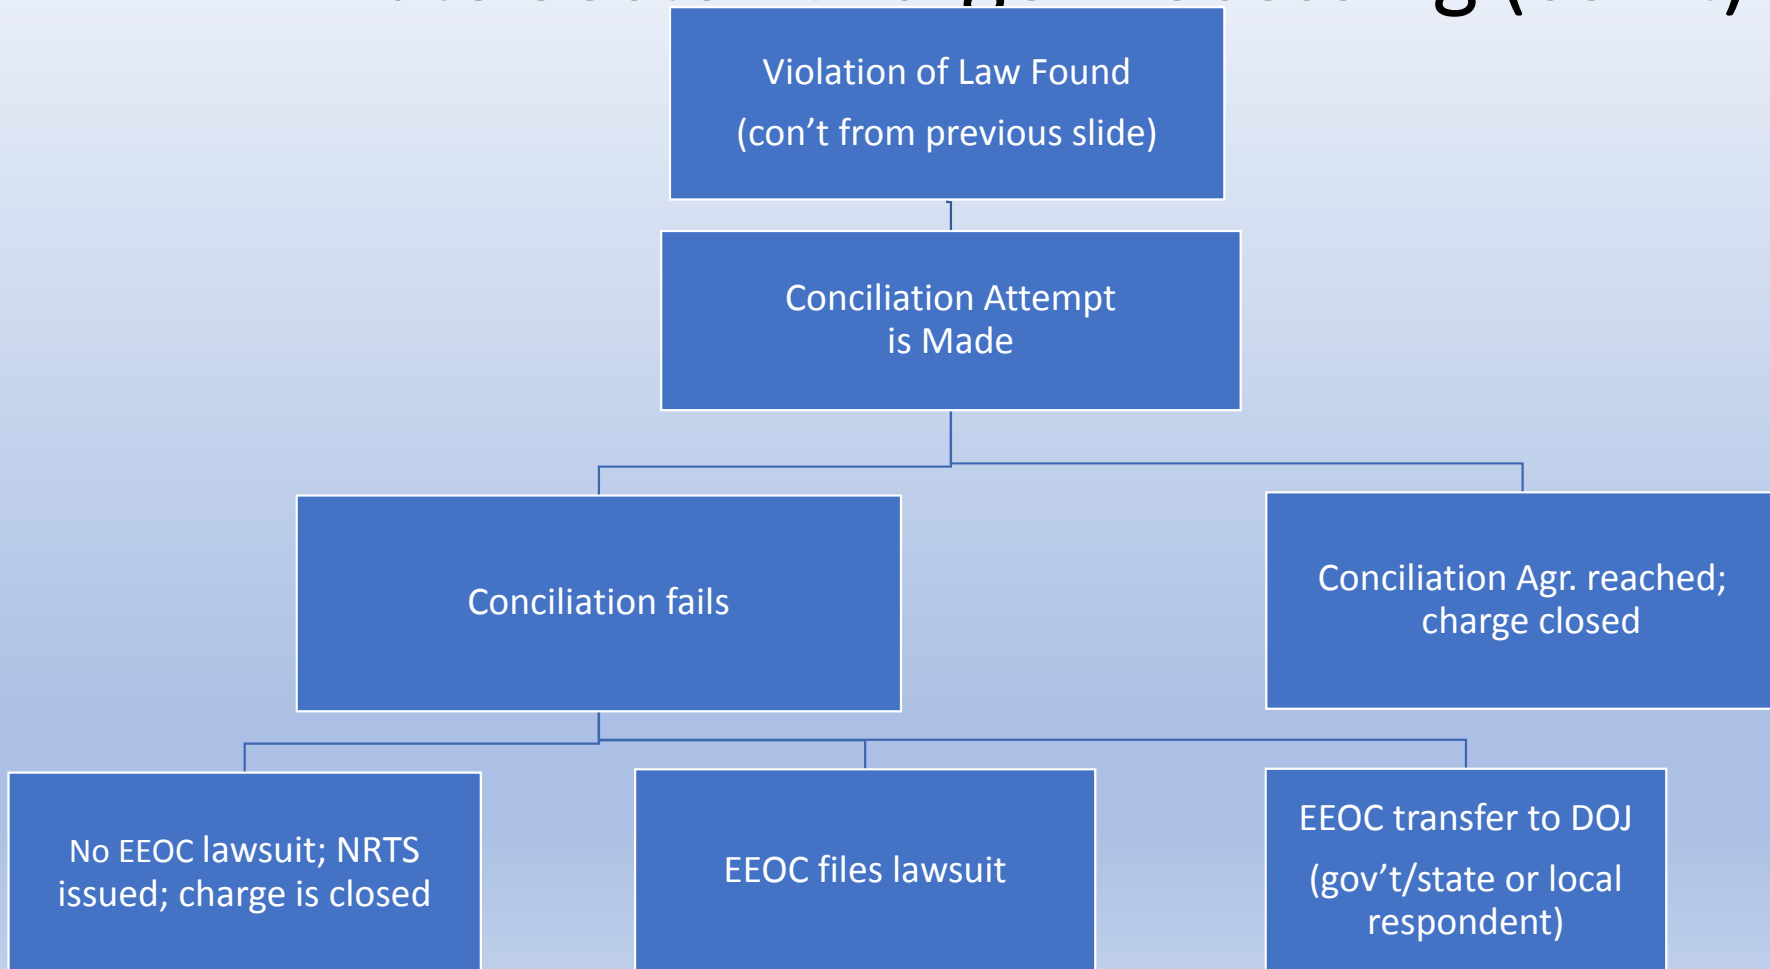 Violation of Law Found
(con’t from previous slide)
Conciliation Attempt
is Made
Conciliation fails
Conciliation Agr. reached;
charge closed
No EEOC lawsuit; NRTS
issued; charge is closed
EEOC files lawsuit
EEOC transfer to DOJ
(gov’t/state or local
respondent)